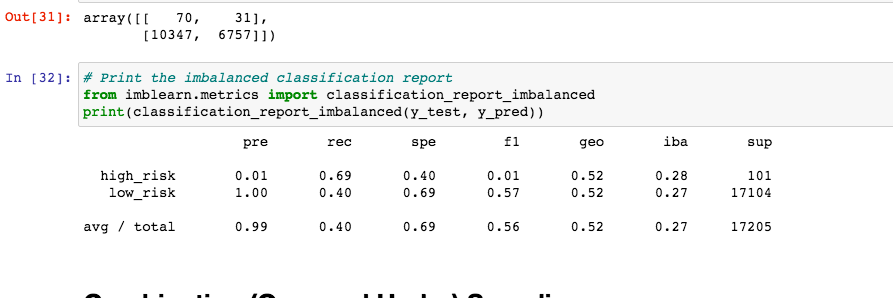 Out[31]: array([[   70,    31],
       [10347,  6757]])
In [32]: # Print the imbalanced classification report
from imblearn.metrics import classification_report_imbalanced
print(classification_report_imbalanced(y_test, y_pred))
pre rec spe f1 geo iba sup
high_risk 0.01 0.69 0.40 0.01 0.52 0.28 101
low_risk 1.00 0.40 0.69 0.57 0.52 0.27 17104
avg / total 0.99 0.40 0.69 0.56 0.52 0.27 17205